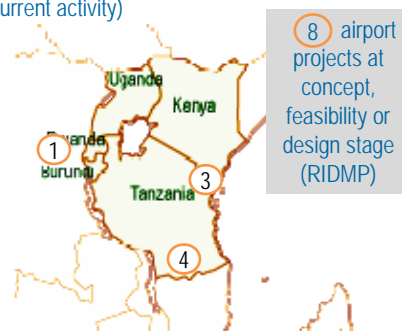 urrent activity)
8 airport
projects at
concept,
feasibility or
design stage
(RIDMP)
Uganda
Kenya
Rwanda
1
Burundi
3
Tanzania
4